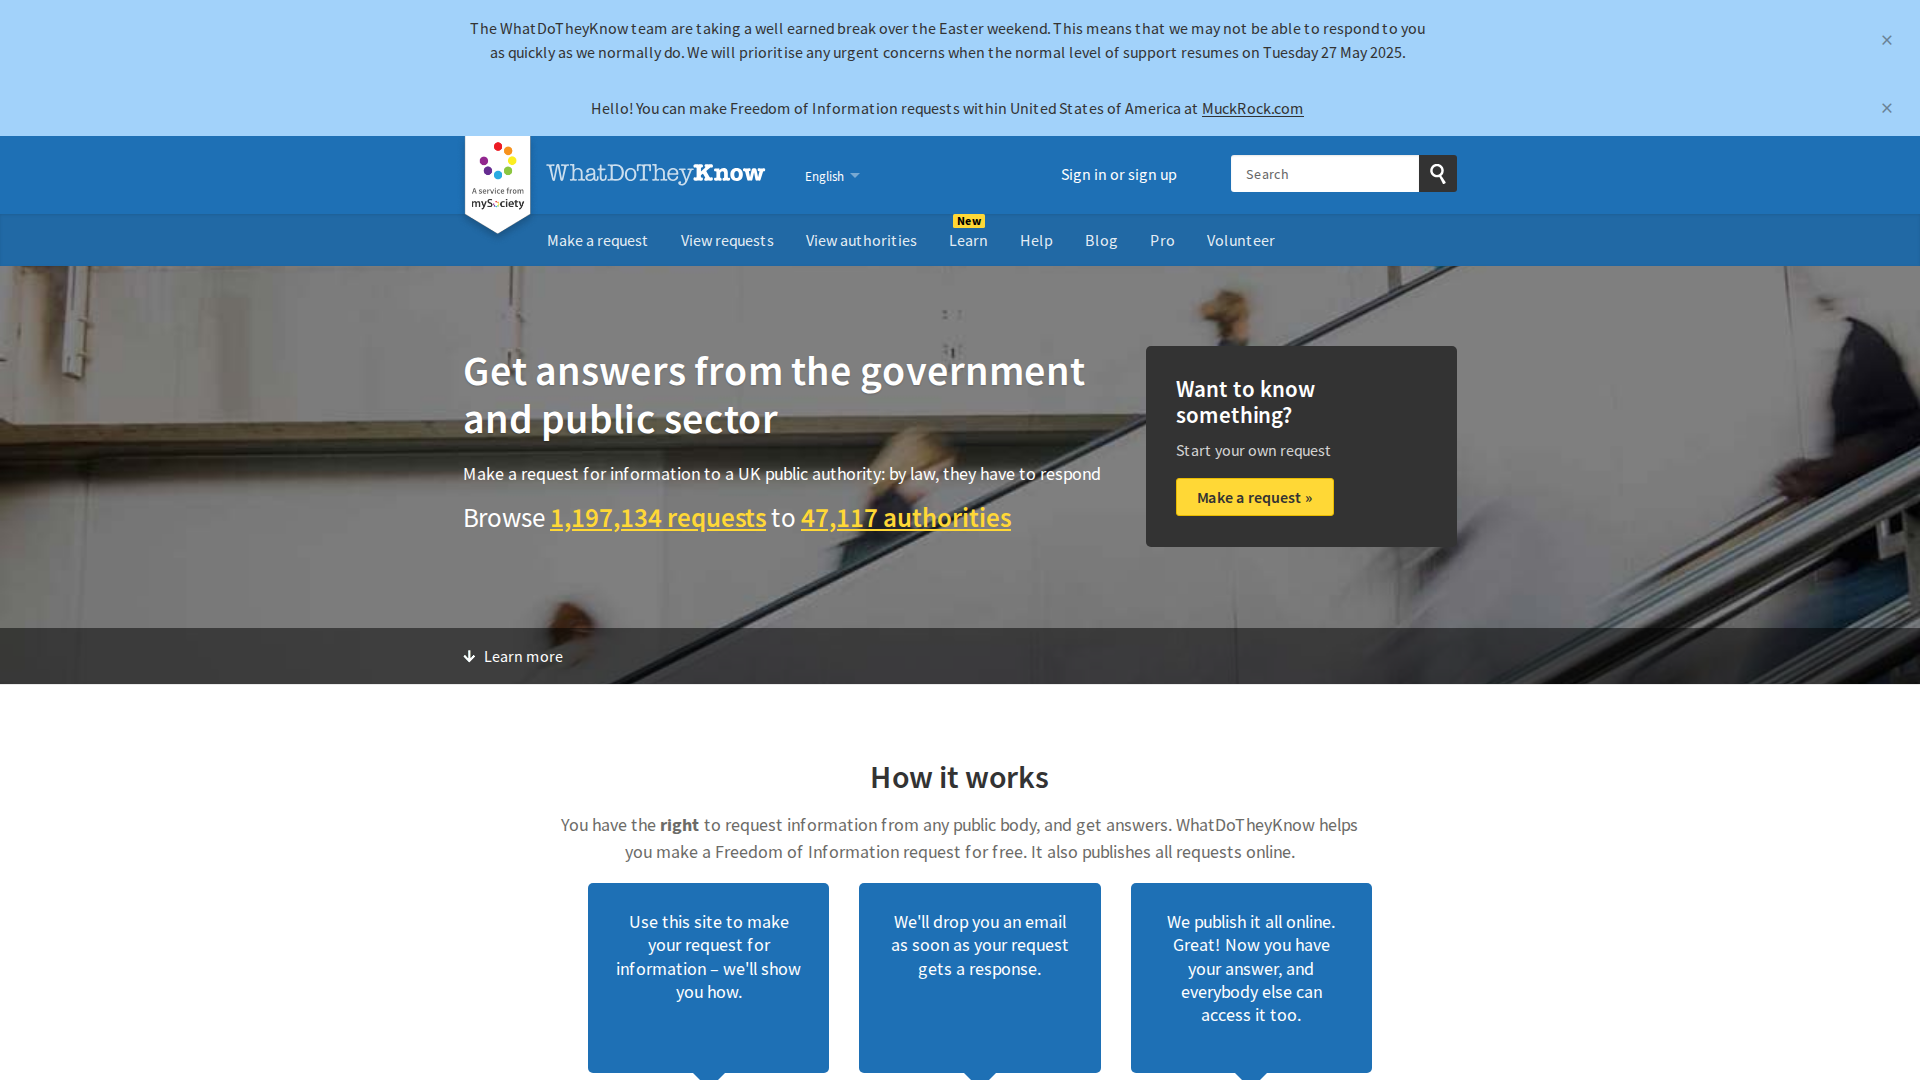 The WhatDoTheyKnow team are taking a well earned break over the Easter weekend. This means that we may not be able to respond to you
as quickly as we normally do. We will prioritise any urgent concerns when the normal level of support resumes on Tuesday 27 May 2025.
×
Hello! You can make Freedom of Information requests within United States of America at MuckRock.com
×
A service from
mySociety
WhatDoTheyKnow
English
Sign in or sign up
Search
New
Make a request
View requests
View authorities
Learn
Help
Blog
Pro
Volunteer
Get answers from the government
and public sector
Make a request for information to a UK public authority: by law, they have to respond
Browse 1,197,134 requests to 47,117 authorities
Want to know
something?
Start your own request
Make a request »
Learn more
How it works
You have the right to request information from any public body, and get answers. WhatDoTheyKnow helps
you make a Freedom of Information request for free. It also publishes all requests online.
Use this site to make
your request for
information – we'll show
you how.
We'll drop you an email
as soon as your request
gets a response.
We publish it all online.
Great! Now you have
your answer, and
everybody else can
access it too.